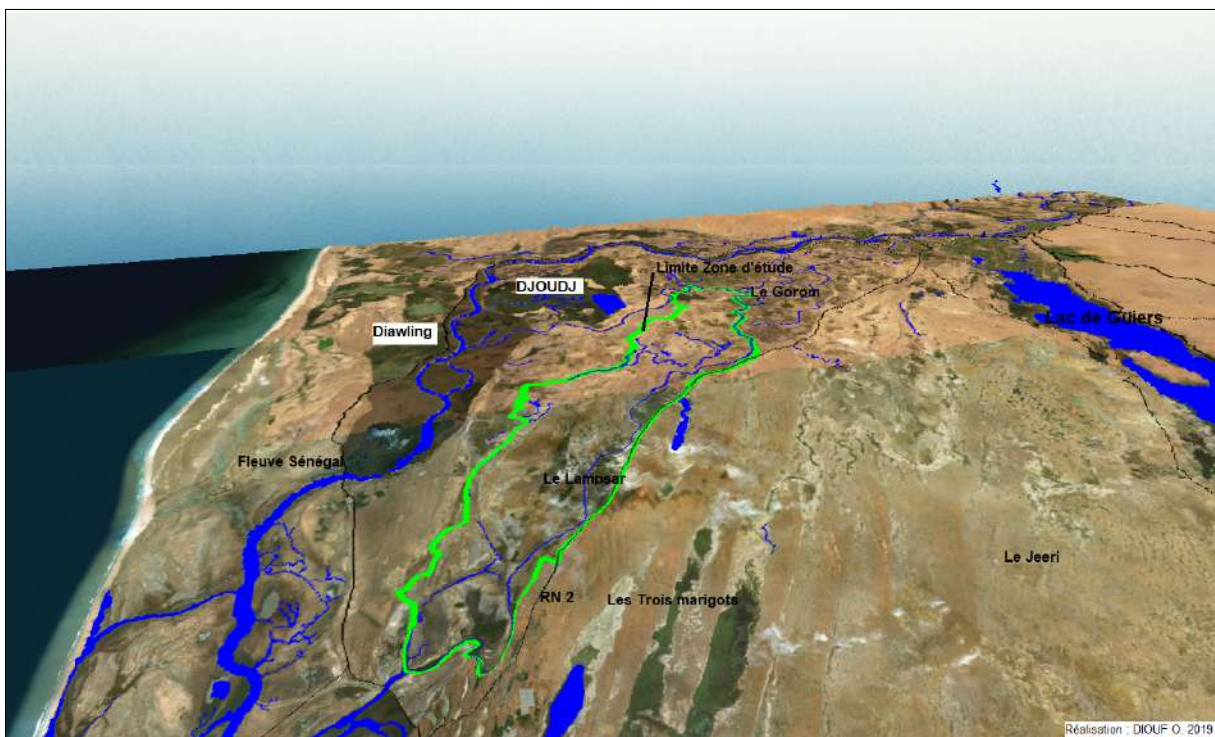 Limite Zone d'étude
DJOUDJ
Le Gorom
Lac de Guiers
Diawling
Fleuve Sénégal
Le Lampsar
Le Jeeri
RN 2
Les Trois marigots
Réalisation : DIOUF O. 2019